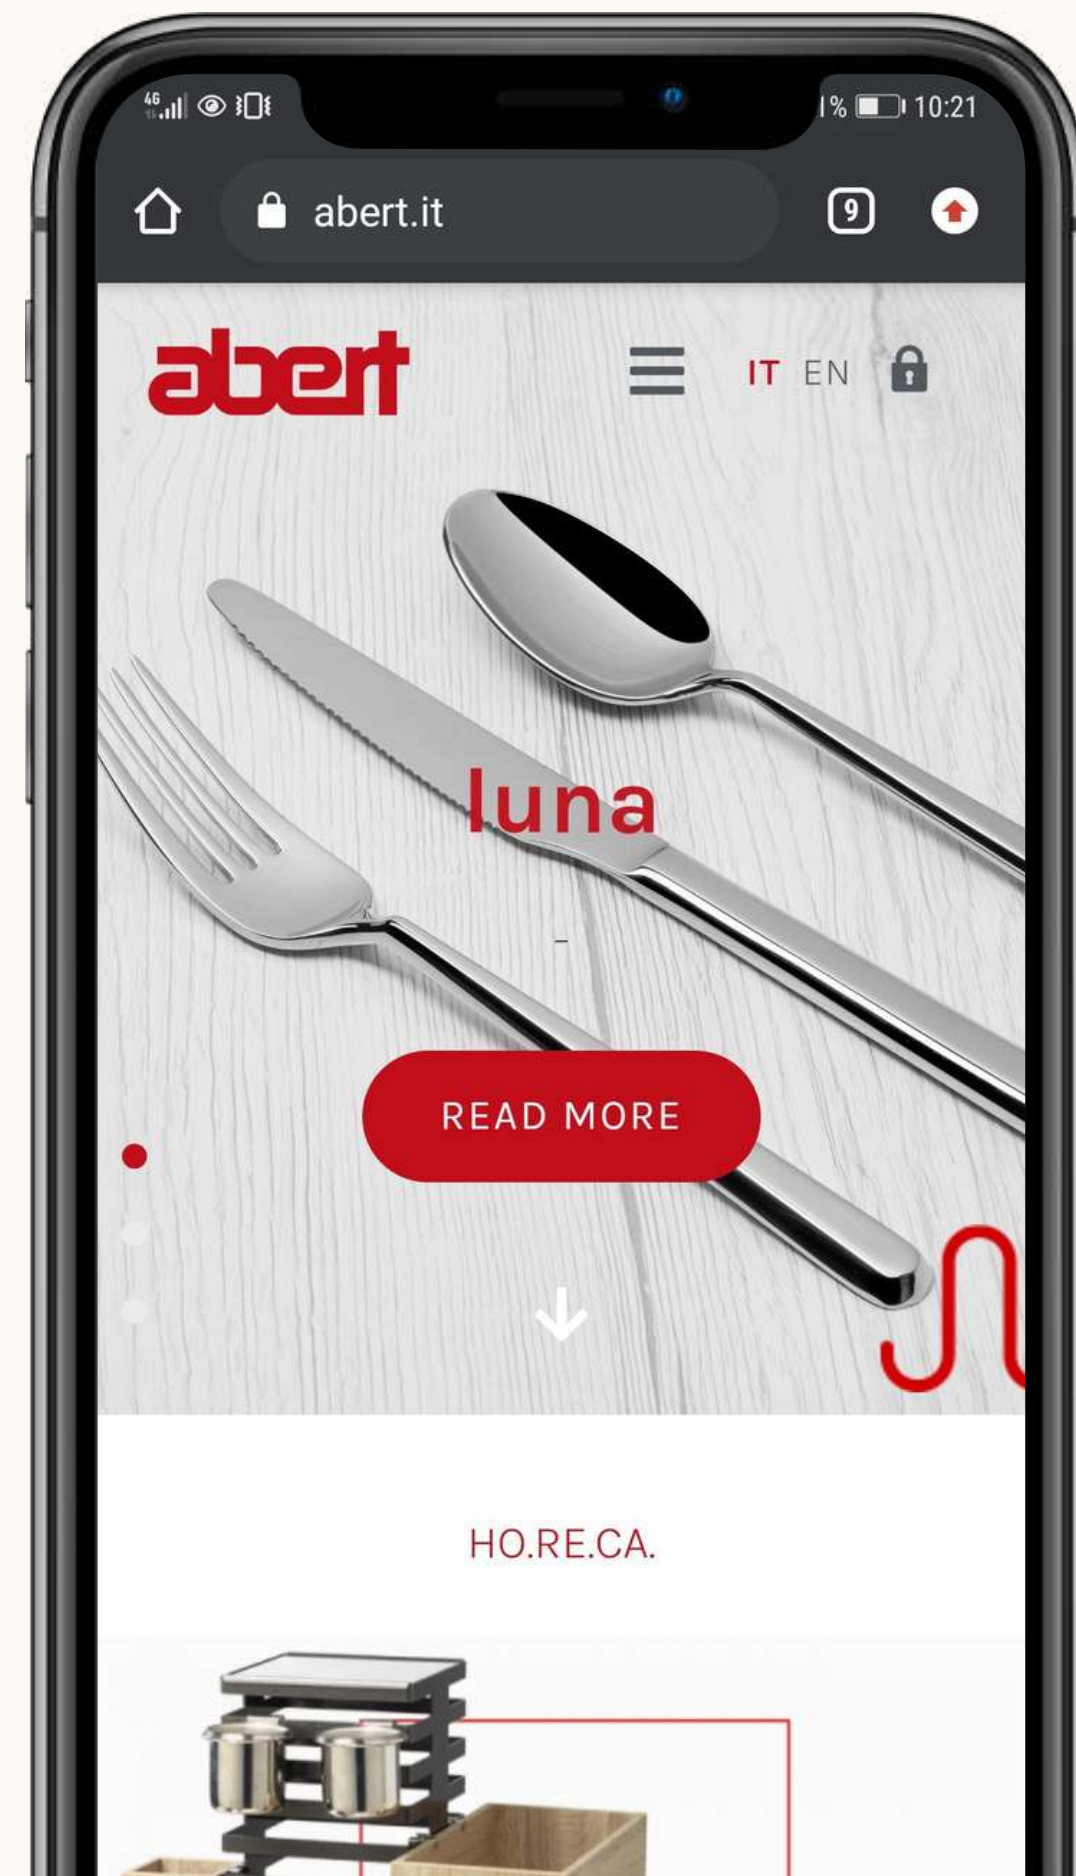 4G 1% 10:21
abert.it 9
abert
IT EN
luna
-
READ MORE
HO.RE.CA.